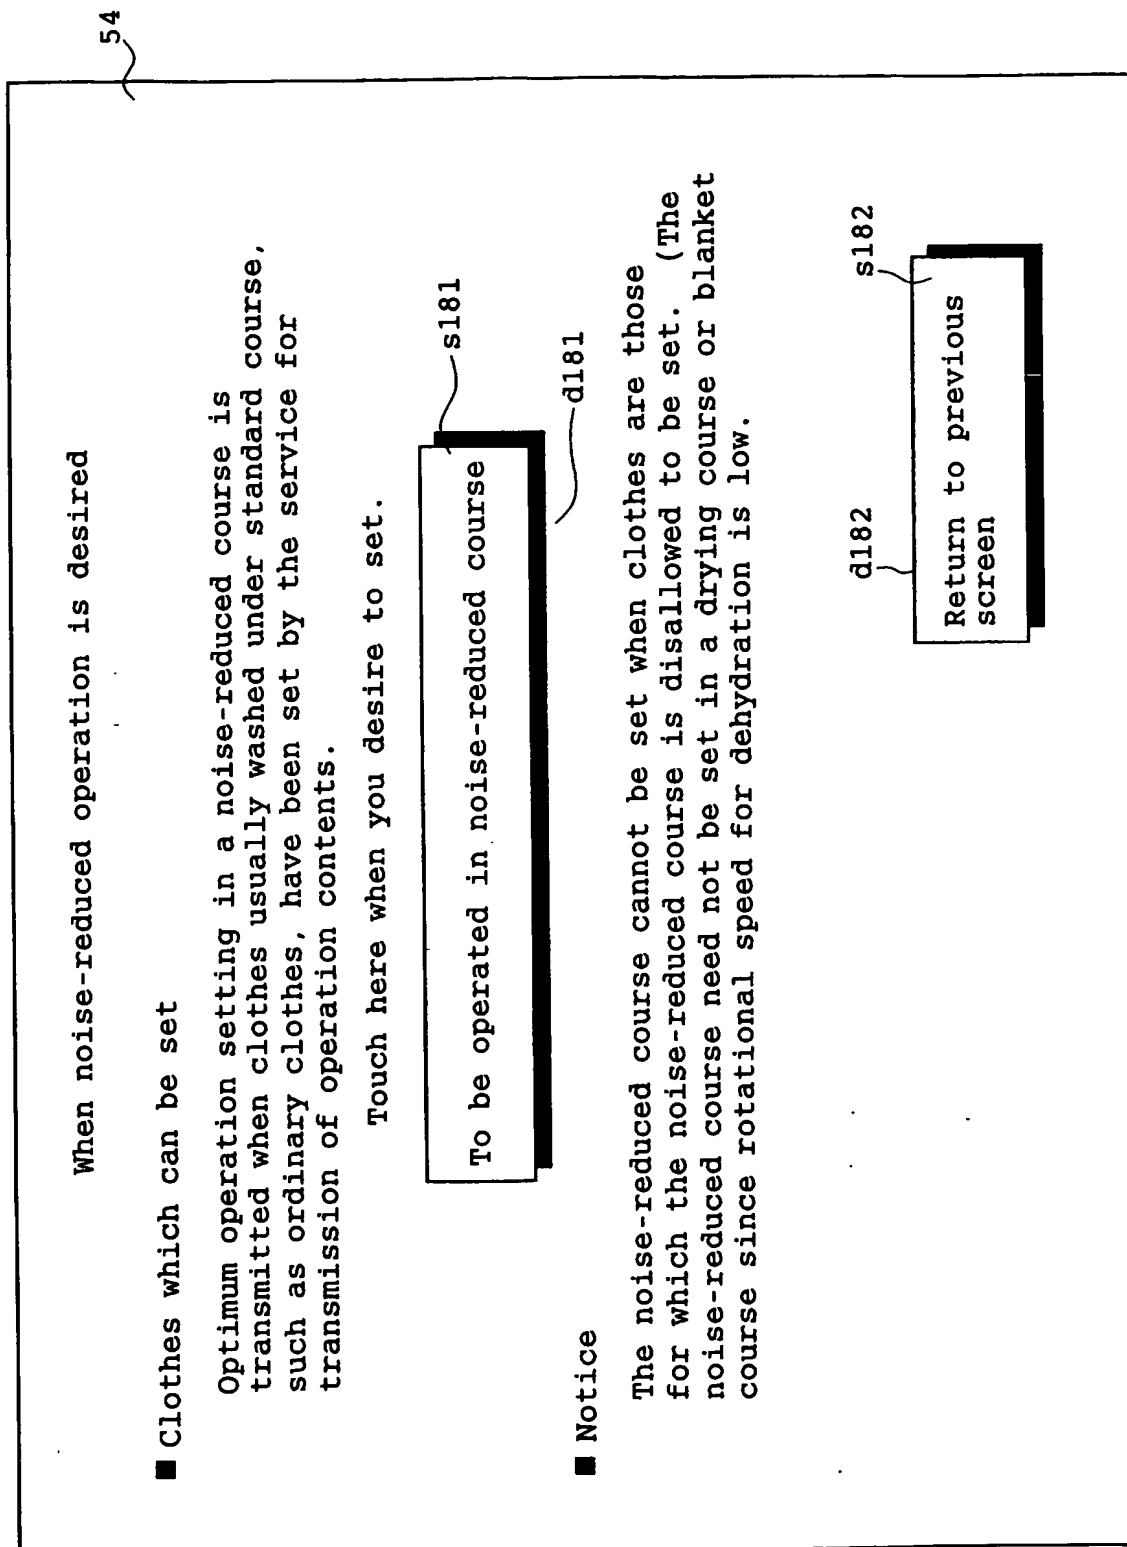 54
When noise-reduced operation is desired
■ Clothes which can be set
Optimum operation setting in a noise-reduced course is
transmitted when clothes usually washed under standard course,
such as ordinary clothes, have been set by the service for
transmission of operation contents.
Touch here when you desire to set.
s181
To be operated in noise-reduced course
d181
■ Notice
The noise-reduced course cannot be set when clothes are those
for which the noise-reduced course is disallowed to be set. (The
noise-reduced course need not be set in a drying course or blanket
course since rotational speed for dehydration is low.
d182
s182
Return to previous
screen